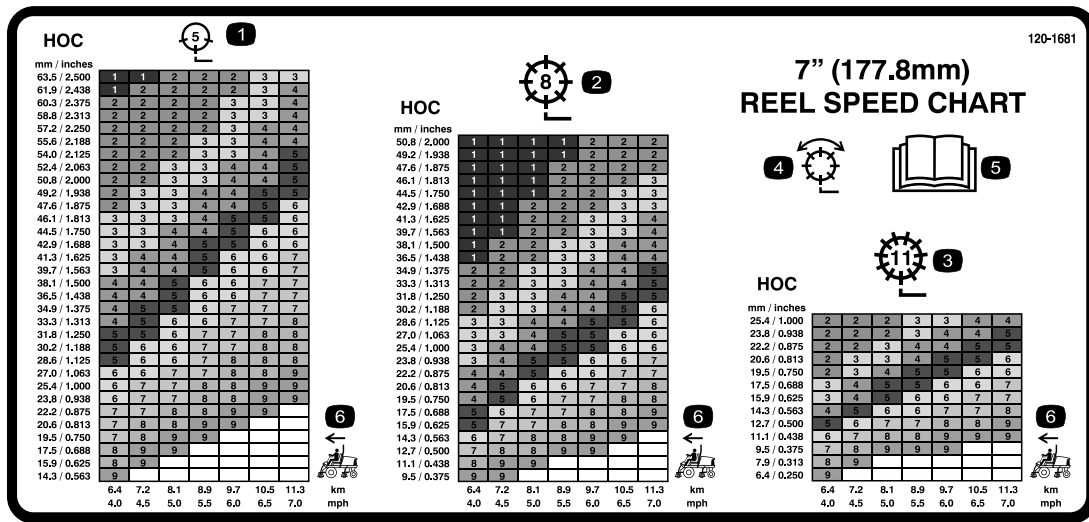 120-1681
7” (177.8mm)
REEL SPEED CHART
4
5
HOC
5
1
mm / inches
63.5 / 2.500 1 1 2 2 2 3 3
61.9 / 2.438 1 2 2 2 2 3 4
60.3 / 2.375 2 2 2 2 3 3 4
58.8 / 2.313 2 2 2 2 3 3 4
57.2 / 2.250 2 2 2 2 3 4 4
55.6 / 2.188 2 2 2 3 3 4 4
54.0 / 2.125 2 2 2 3 3 4 5
52.4 / 2.063 2 2 3 3 4 4 5
50.8 / 2.000 2 2 3 3 4 4 5
49.2 / 1.938 2 3 3 4 4 5 5
47.6 / 1.875 2 3 3 4 4 5 6
46.1 / 1.813 3 3 3 4 5 5 6
44.5 / 1.750 3 3 4 4 5 6 6
42.9 / 1.688 3 3 4 5 5 6 6
41.3 / 1.625 3 4 4 5 6 6 7
39.7 / 1.563 3 4 4 5 6 6 7
38.1 / 1.500 4 4 5 6 6 7 7
36.5 / 1.438 4 4 5 6 6 7 7
34.9 / 1.375 4 5 5 6 7 7 7
33.3 / 1.313 4 5 6 6 7 7 8
31.8 / 1.250 5 5 6 6 7 8 8
30.2 / 1.188 5 6 6 7 7 8 8
28.6 / 1.125 5 6 6 7 8 8 8
27.0 / 1.063 6 6 7 7 8 8 9
25.4 / 1.000 6 7 7 8 8 9 9
23.8 / 0.938 6 7 7 8 8 9 9
22.2 / 0.875 7 7 8 8 9 9
20.6 / 0.813 7 7 8 9 9
19.5 / 0.750 7 8 9 9
17.5 / 0.688 8 9 9
15.9 / 0.625 8 9
14.3 / 0.563 9
6
6.4 7.2 8.1 8.9 9.7 10.5 11.3 km
4.0 4.5 5.0 5.5 6.0 6.5 7.0 mph
HOC
8
2
mm / inches
50.8 / 2.000 1 1 1 1 2 2 2
49.2 / 1.938 1 1 1 1 2 2 2
47.6 / 1.875 1 1 1 2 2 2 2
46.1 / 1.813 1 1 1 2 2 2 3
44.5 / 1.750 1 1 1 2 2 3 3
42.9 / 1.688 1 1 2 2 2 3 3
41.3 / 1.625 1 1 2 2 3 3 4
39.7 / 1.563 1 1 2 2 3 3 4
38.1 / 1.500 1 2 2 3 3 4 4
36.5 / 1.438 1 2 2 3 3 4 4
34.9 / 1.375 2 2 3 3 4 4 5
33.3 / 1.313 2 2 3 3 4 4 5
31.8 / 1.250 2 3 3 4 4 5 5
30.2 / 1.188 2 3 3 4 4 5 6
28.6 / 1.125 3 3 4 4 5 5 6
27.0 / 1.063 3 3 4 5 5 6 6
25.4 / 1.000 3 4 4 5 5 6 6
23.8 / 0.938 3 4 5 5 6 6 7
22.2 / 0.875 4 4 5 6 6 7 7
20.6 / 0.813 4 5 6 6 7 7 8
19.5 / 0.750 4 5 6 6 7 8 8
17.5 / 0.688 5 6 7 7 8 8 9
15.9 / 0.625 5 7 7 8 8 9 9
14.3 / 0.563 6 7 8 8 9 9
12.7 / 0.500 7 8 8 9 9
11.1 / 0.438 8 8 9
9.5 / 0.375 9 9
6
6.4 7.2 8.1 8.9 9.7 10.5 11.3 km
4.0 4.5 5.0 5.5 6.0 6.5 7.0 mph
HOC
11
3
mm / inches
25.4 / 1.000 2 2 2 3 3 4 4
23.8 / 0.938 2 2 3 3 4 4 5
22.2 / 0.875 2 2 3 4 4 5 5
20.6 / 0.813 2 3 3 4 5 5 6
19.5 / 0.750 2 3 4 5 5 6 6
17.5 / 0.688 3 4 5 5 6 6 7
15.9 / 0.625 3 4 5 6 6 7 7
14.3 / 0.563 4 5 6 6 7 7 8
12.7 / 0.500 5 6 6 7 7 8 9
11.1 / 0.438 6 7 7 8 9 9 9
9.5 / 0.375 7 8 9 9 9
7.9 / 0.313 8 9
6.4 / 0.250 9
6
6.4 7.2 8.1 8.9 9.7 10.5 11.3 km
4.0 4.5 5.0 5.5 6.0 6.5 7.0 mph